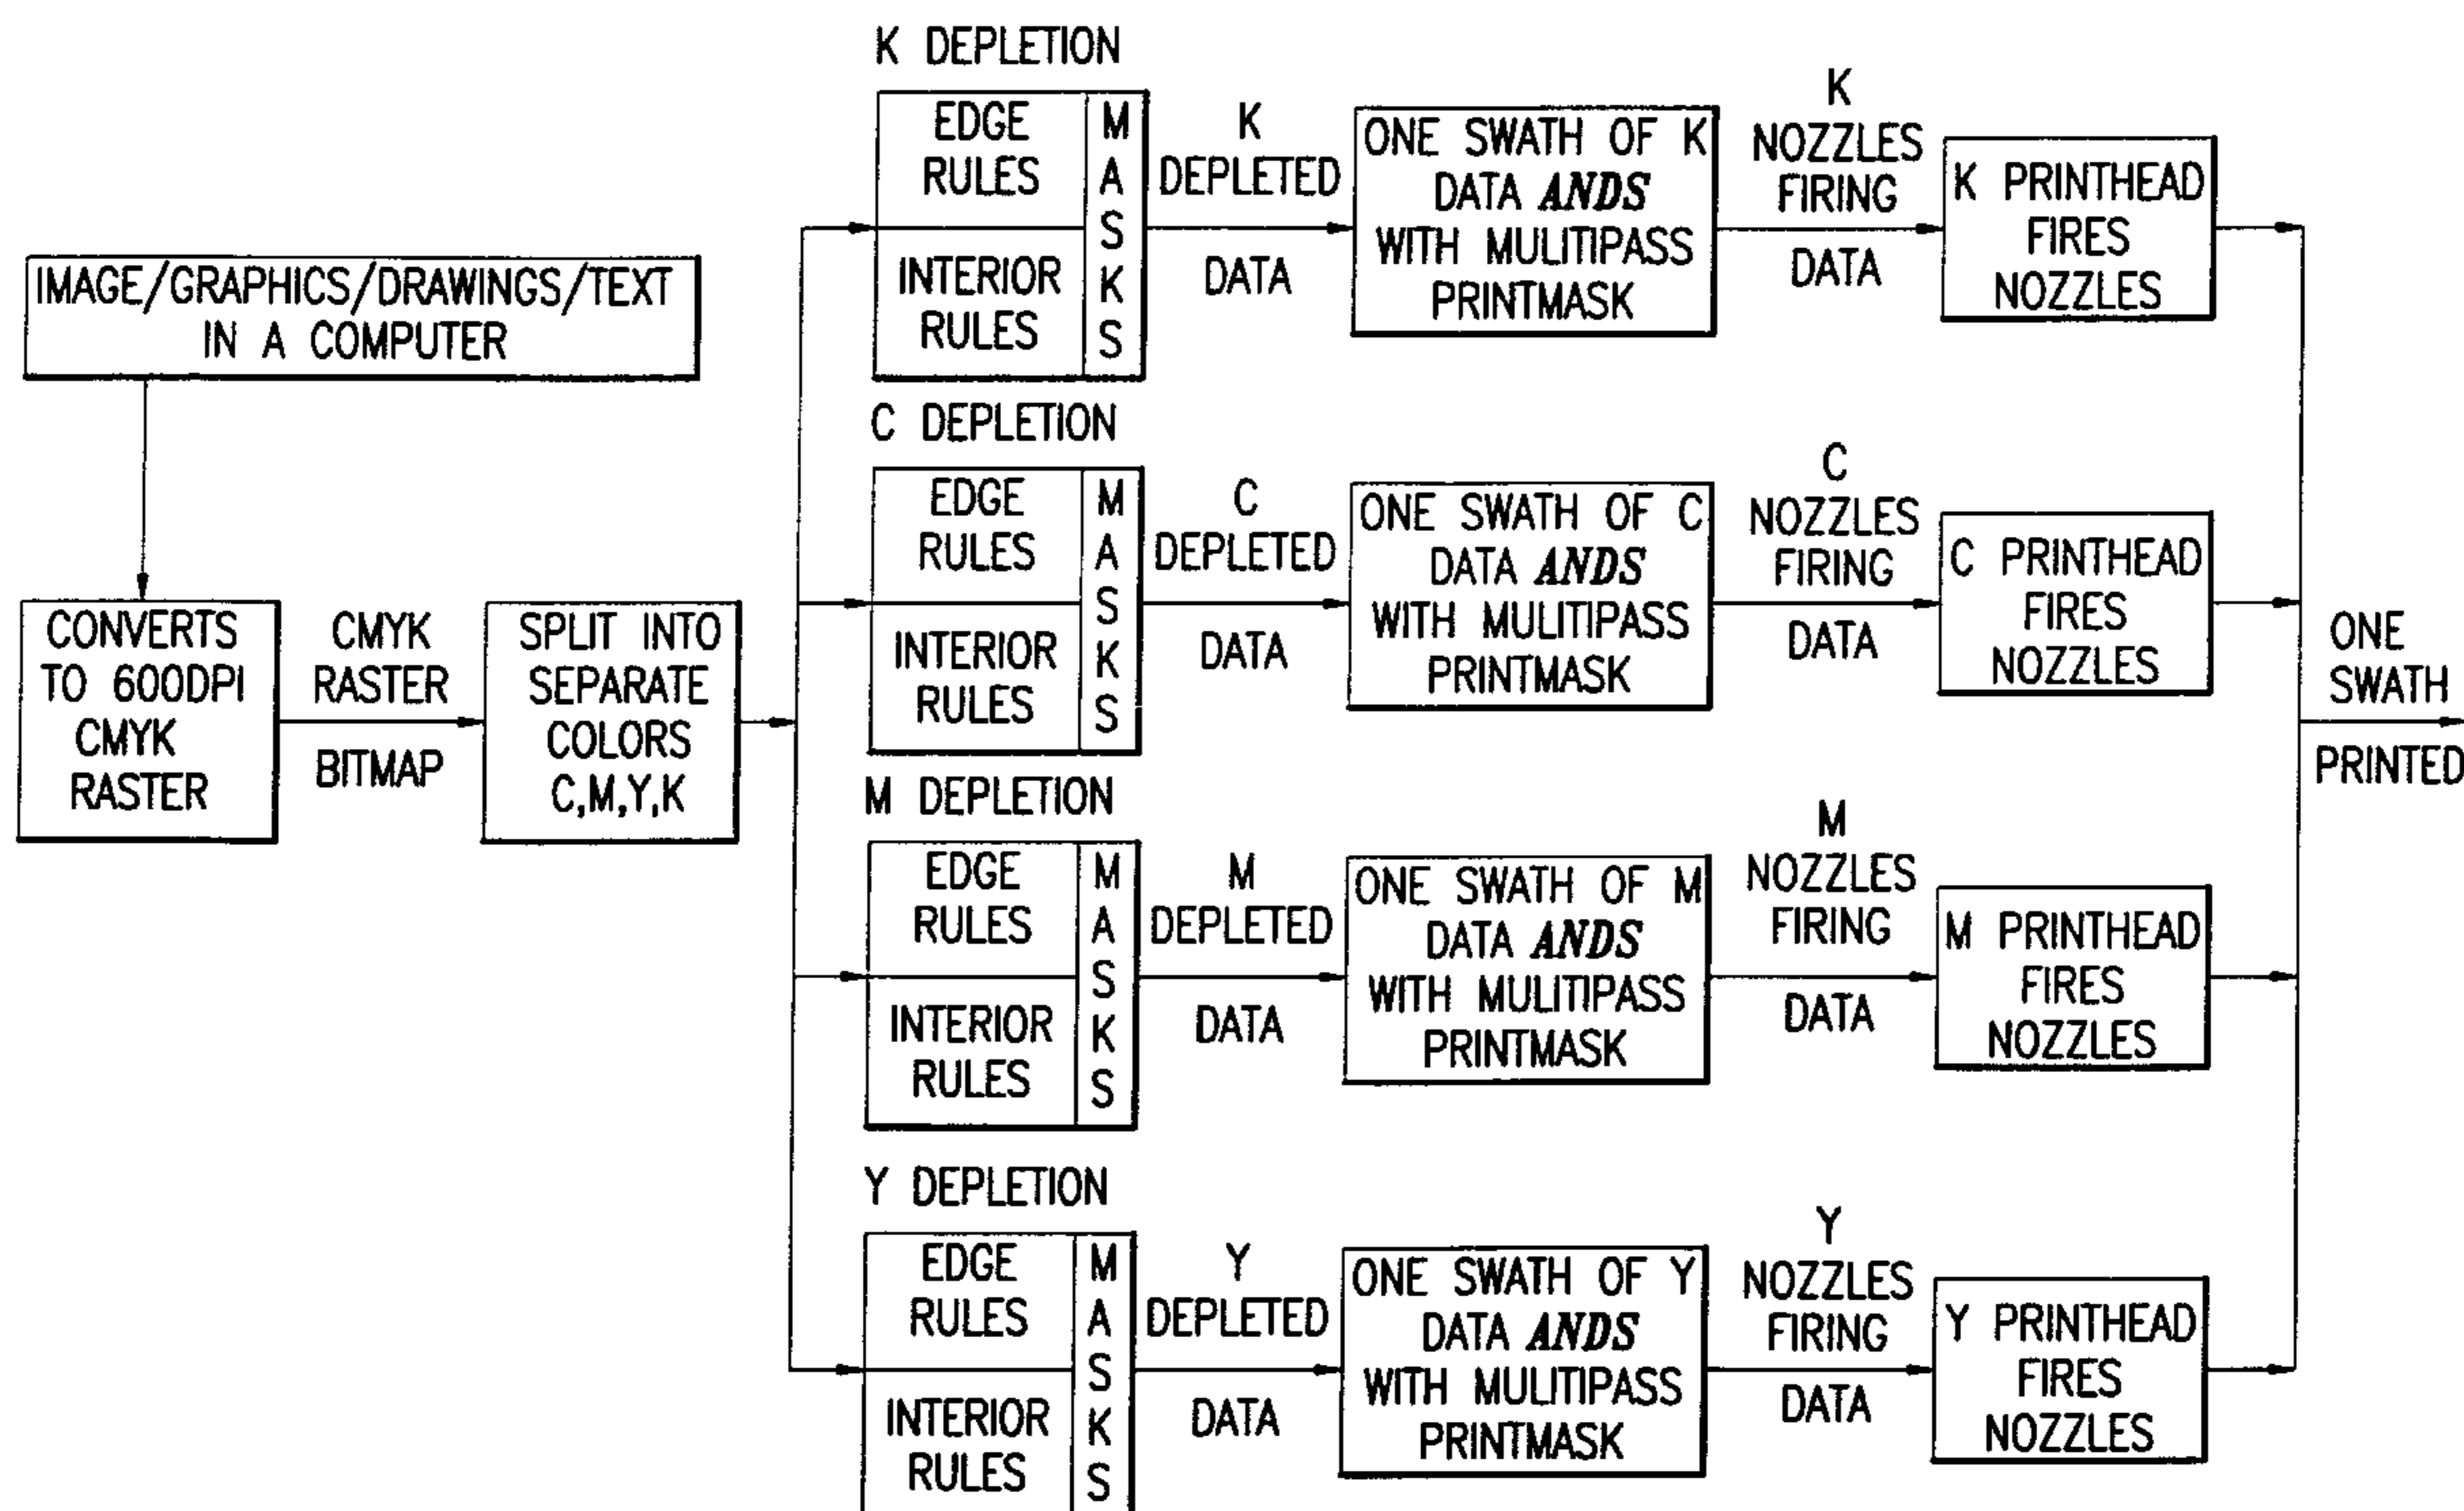 IMAGE/GRAPHICS/DRAWINGS/TEXT
IN A COMPUTER
CONVERTS
TO 600DPI
CMYK
RASTER
CMYK
RASTER
BITMAP
SPLIT INTO
SEPARATE
COLORS
C,M,Y,K
K DEPLETION
EDGE
RULES
INTERIOR
RULES
MASKS
K
DEPLETED
DATA
ONE SWATH OF K
DATA ANDS
WITH MULITIPASS
PRINTMASK
K
NOZZLES
FIRING
DATA
K PRINTHEAD
FIRES
NOZZLES
C DEPLETION
EDGE
RULES
INTERIOR
RULES
MASKS
C
DEPLETED
DATA
ONE SWATH OF C
DATA ANDS
WITH MULITIPASS
PRINTMASK
C
NOZZLES
FIRING
DATA
C PRINTHEAD
FIRES
NOZZLES
M DEPLETION
EDGE
RULES
INTERIOR
RULES
MASKS
M
DEPLETED
DATA
ONE SWATH OF M
DATA ANDS
WITH MULITIPASS
PRINTMASK
M
NOZZLES
FIRING
DATA
M PRINTHEAD
FIRES
NOZZLES
Y DEPLETION
EDGE
RULES
INTERIOR
RULES
MASKS
Y
DEPLETED
DATA
ONE SWATH OF Y
DATA ANDS
WITH MULITIPASS
PRINTMASK
Y
NOZZLES
FIRING
DATA
Y PRINTHEAD
FIRES
NOZZLES
ONE
SWATH
PRINTED